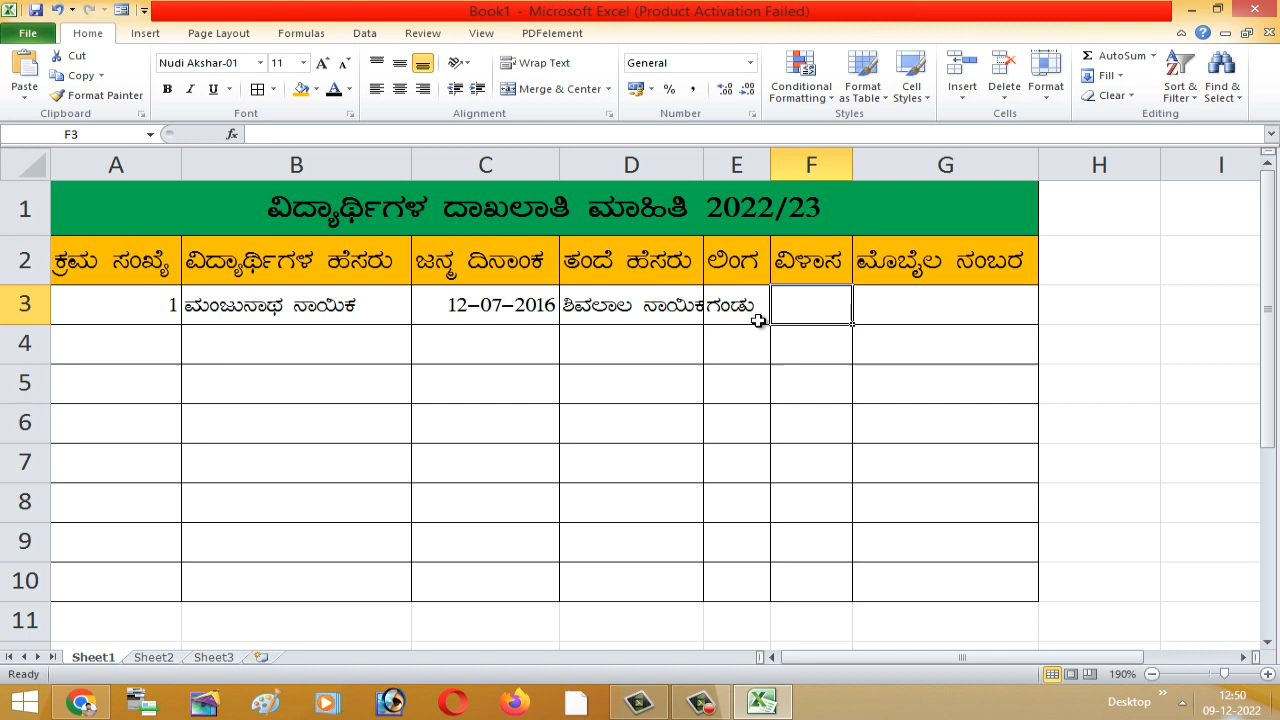 Book1 - Microsoft Excel (Product Activation Failed)
File Home Insert Page Layout Formulas Data Review View PDFelement
Paste Cut Copy Format Painter Clipboard
Nudi Akshar-01 11 B I U A Font
Wrap Text Merge & Center Alignment
General % , Number
Conditional Formatting Format as Table Cell Styles Styles
Insert Delete Format Cells
AutoSum Fill Clear Sort & Filter Find & Select Editing
F3 fx
A B C D E F G H I
1 ವಿದ್ಯಾರ್ಥಿಗಳ ದಾಖಲಾತಿ ಮಾಹಿತಿ 2022/23
2 ಕ್ರಮ ಸಂಖ್ಯೆ ವಿದ್ಯಾರ್ಥಿಗಳ ಹೆಸರು ಜನ್ಮ ದಿನಾಂಕ ತಂದೆ ಹೆಸರು ಲಿಂಗ ವಿಳಾಸ ಮೊಬೈಲ ನಂಬರ
3 1 ಮಂಜುನಾಥ ನಾಯಿಕ 12-07-2016 ಶಿವಲಾಲ ನಾಯಿಕ ಗಂಡು
4
5
6
7
8
9
10
11
Sheet1 Sheet2 Sheet3
Ready 190%
Desktop 12:50
09-12-2022